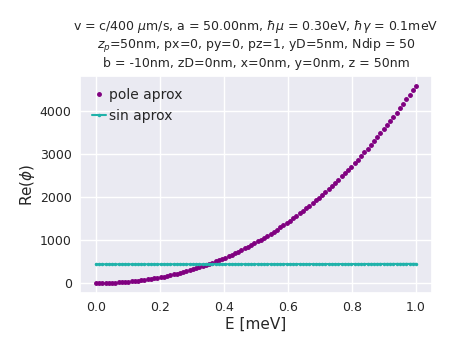 v = c/400 μm/s, a = 50.00nm, ℏμ = 0.30eV, ℏγ = 0.1meV
z_p=50nm, px=0, py=0, pz=1, yD=5nm, Ndip = 50
b = -10nm, zD=0nm, x=0nm, y=0nm, z = 50nm
pole aprox
sin aprox
4000
3000
2000
1000
0
Re(ϕ)
0.0 0.2 0.4 0.6 0.8 1.0
E [meV]